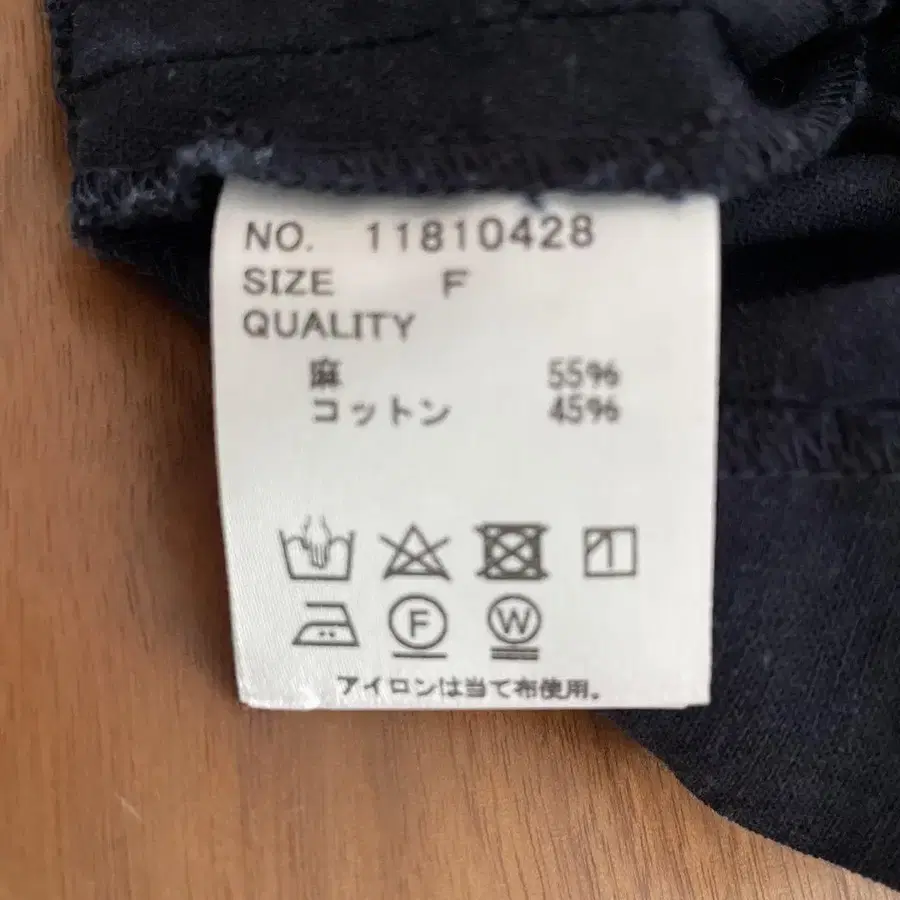 NO. 11810428
SIZE F
QUALITY
麻 55%
コットン 45%
F W
アイロンは当て布使用。